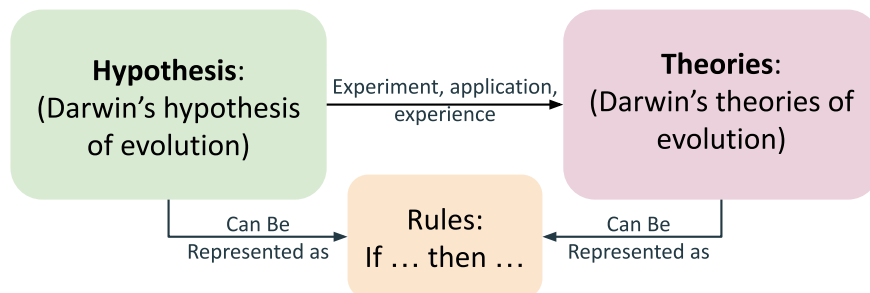 Hypothesis:
(Darwin’s hypothesis
of evolution)
Experiment, application,
experience
Theories:
(Darwin’s theories of
evolution)
Can Be
Represented as
Rules:
If … then …
Can Be
Represented as